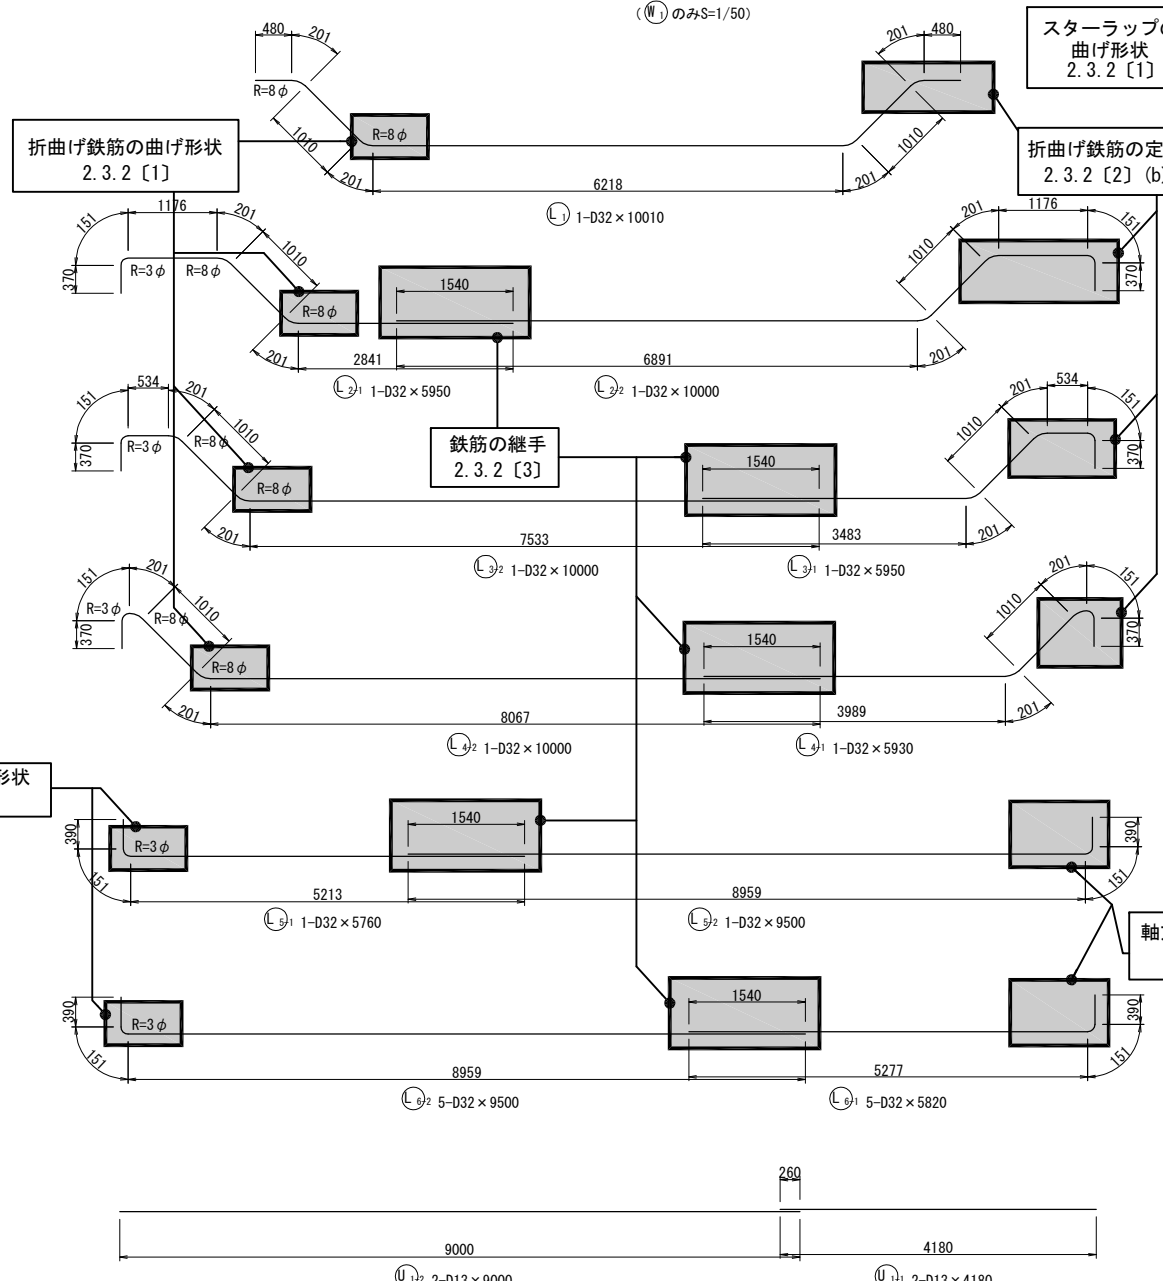 (W1 のみS=1/50)
480 201
201 480
スターラップ
曲げ形状
2.3.2〔1〕
R=8φ
R=8φ
折曲げ鉄筋の曲げ形状
2.3.2〔1〕
1010
1010
折曲げ鉄筋の定
2.3.2〔2〕(b)
201 6218 201
L1 1-D32×10010
151 1176 201
201 1176 151
1010
1010
370 R=3φ R=8φ
370
1540
R=8φ
201 2841 6891 201
L2-1 1-D32×5950 L2-2 1-D32×10000
151 534 201
201 534 151
1010
1010
370 R=3φ R=8φ
370
鉄筋の継手
2.3.2〔3〕
1540
R=8φ
201 7533 3483 201
L3-2 1-D32×10000 L3-1 1-D32×5950
151 201
201 151
R=3φ R=8φ 1010
1010
370
370
1540
R=8φ
201 8067 3989 201
L4-2 1-D32×10000 L4-1 1-D32×5930
形状
390 1540 390
R=3φ
151 5213 8959 151
L5-1 1-D32×5760 L5-2 1-D32×9500
軸
390 1540 390
R=3φ
151 8959 5277 151
L6-2 5-D32×9500 L6-1 5-D32×5820
260
9000 4180
U1-2 2-D13×9000 U1-1 2-D13×4180